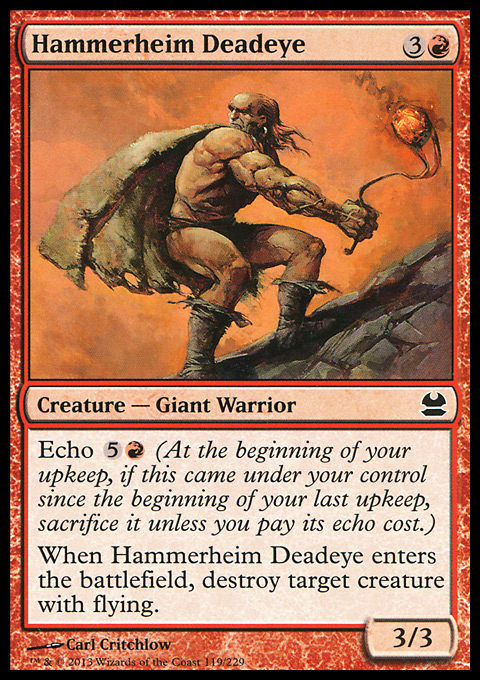 Hammerheim Deadeye 3
Creature — Giant Warrior
Echo 5 (At the beginning of your
upkeep, if this came under your control
since the beginning of your last upkeep,
sacrifice it unless you pay its echo cost.)
When Hammerheim Deadeye enters
the battlefield, destroy target creature
with flying.
3/3
Carl Critchlow
™ & © 2013 Wizards of the Coast 119/229